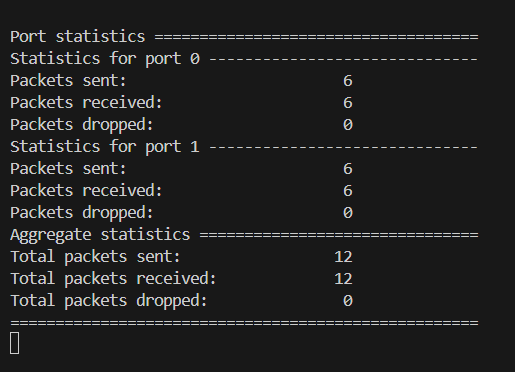 Port statistics ====================================
Statistics for port 0 ------------------------------
Packets sent:                        6
Packets received:                    6
Packets dropped:                     0
Statistics for port 1 ------------------------------
Packets sent:                        6
Packets received:                    6
Packets dropped:                     0
Aggregate statistics ===============================
Total packets sent:                 12
Total packets received:             12
Total packets dropped:               0
====================================================